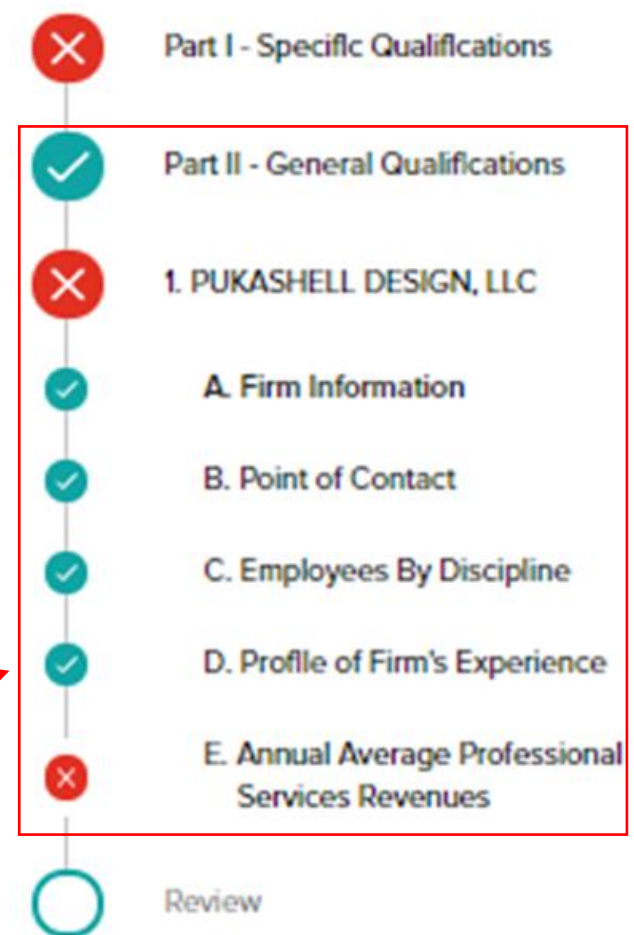 Part I - Specific Qualifications
Part II - General Qualifications
1. PUKASHELL DESIGN, LLC
A. Firm Information
B. Point of Contact
C. Employees By Discipline
D. Profile of Firm's Experience
E. Annual Average Professional
Services Revenues
Review